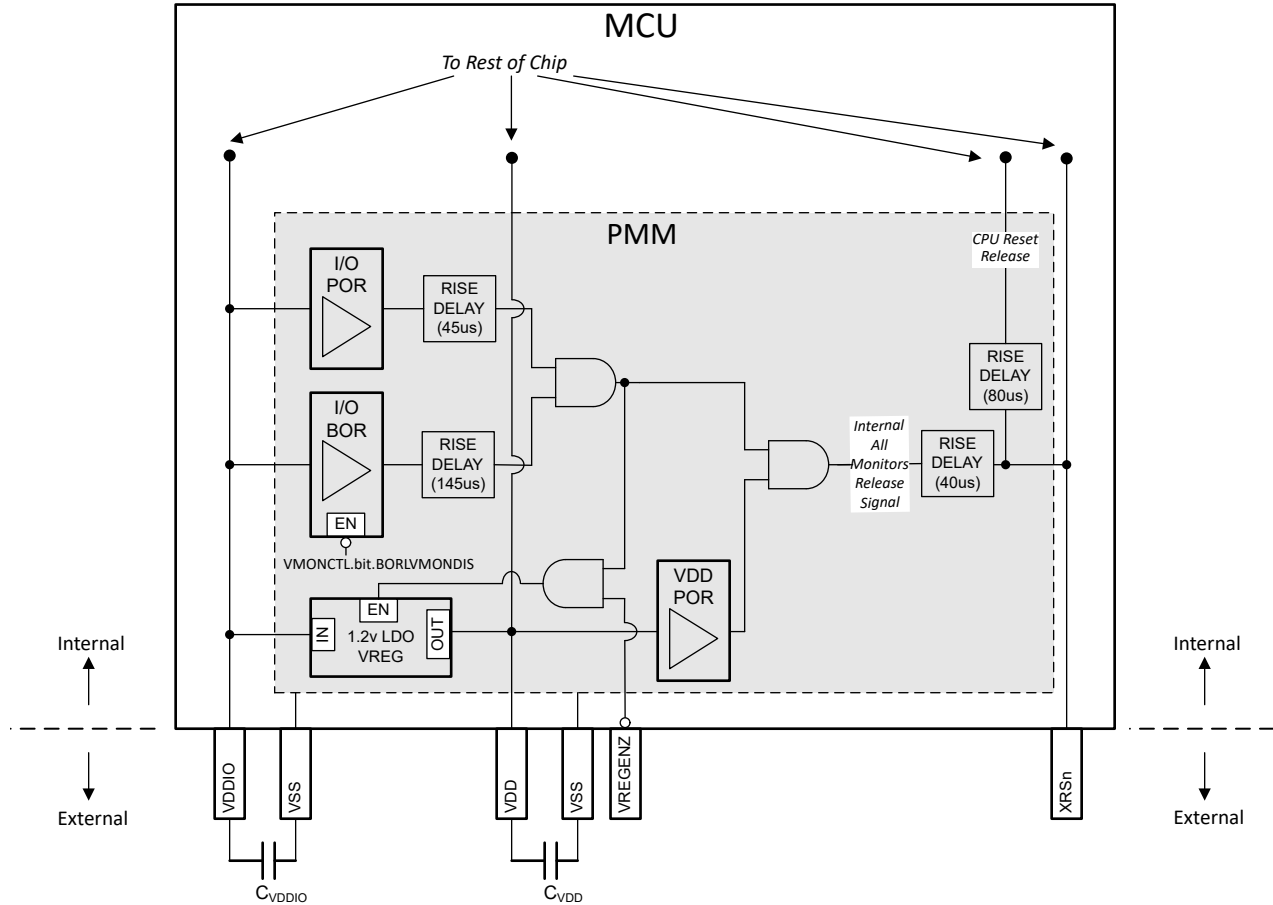 MCU
To Rest of Chip
PMM
CPU Reset
Release
I/O
POR
RISE
DELAY
(45us)
RISE
DELAY
(80us)
I/O
BOR
EN
RISE
DELAY
(145us)
Internal
All
Monitors
Release
Signal
RISE
DELAY
(40us)
VMONCTL.bit.BORLVMONDIS
EN
IN
1.2v LDO
VREG
OUT
VDD
POR
Internal
External
Internal
External
VDDIO
VSS
VDD
VSS
VREGENZ
XRSn
CVDDIO
CVDD